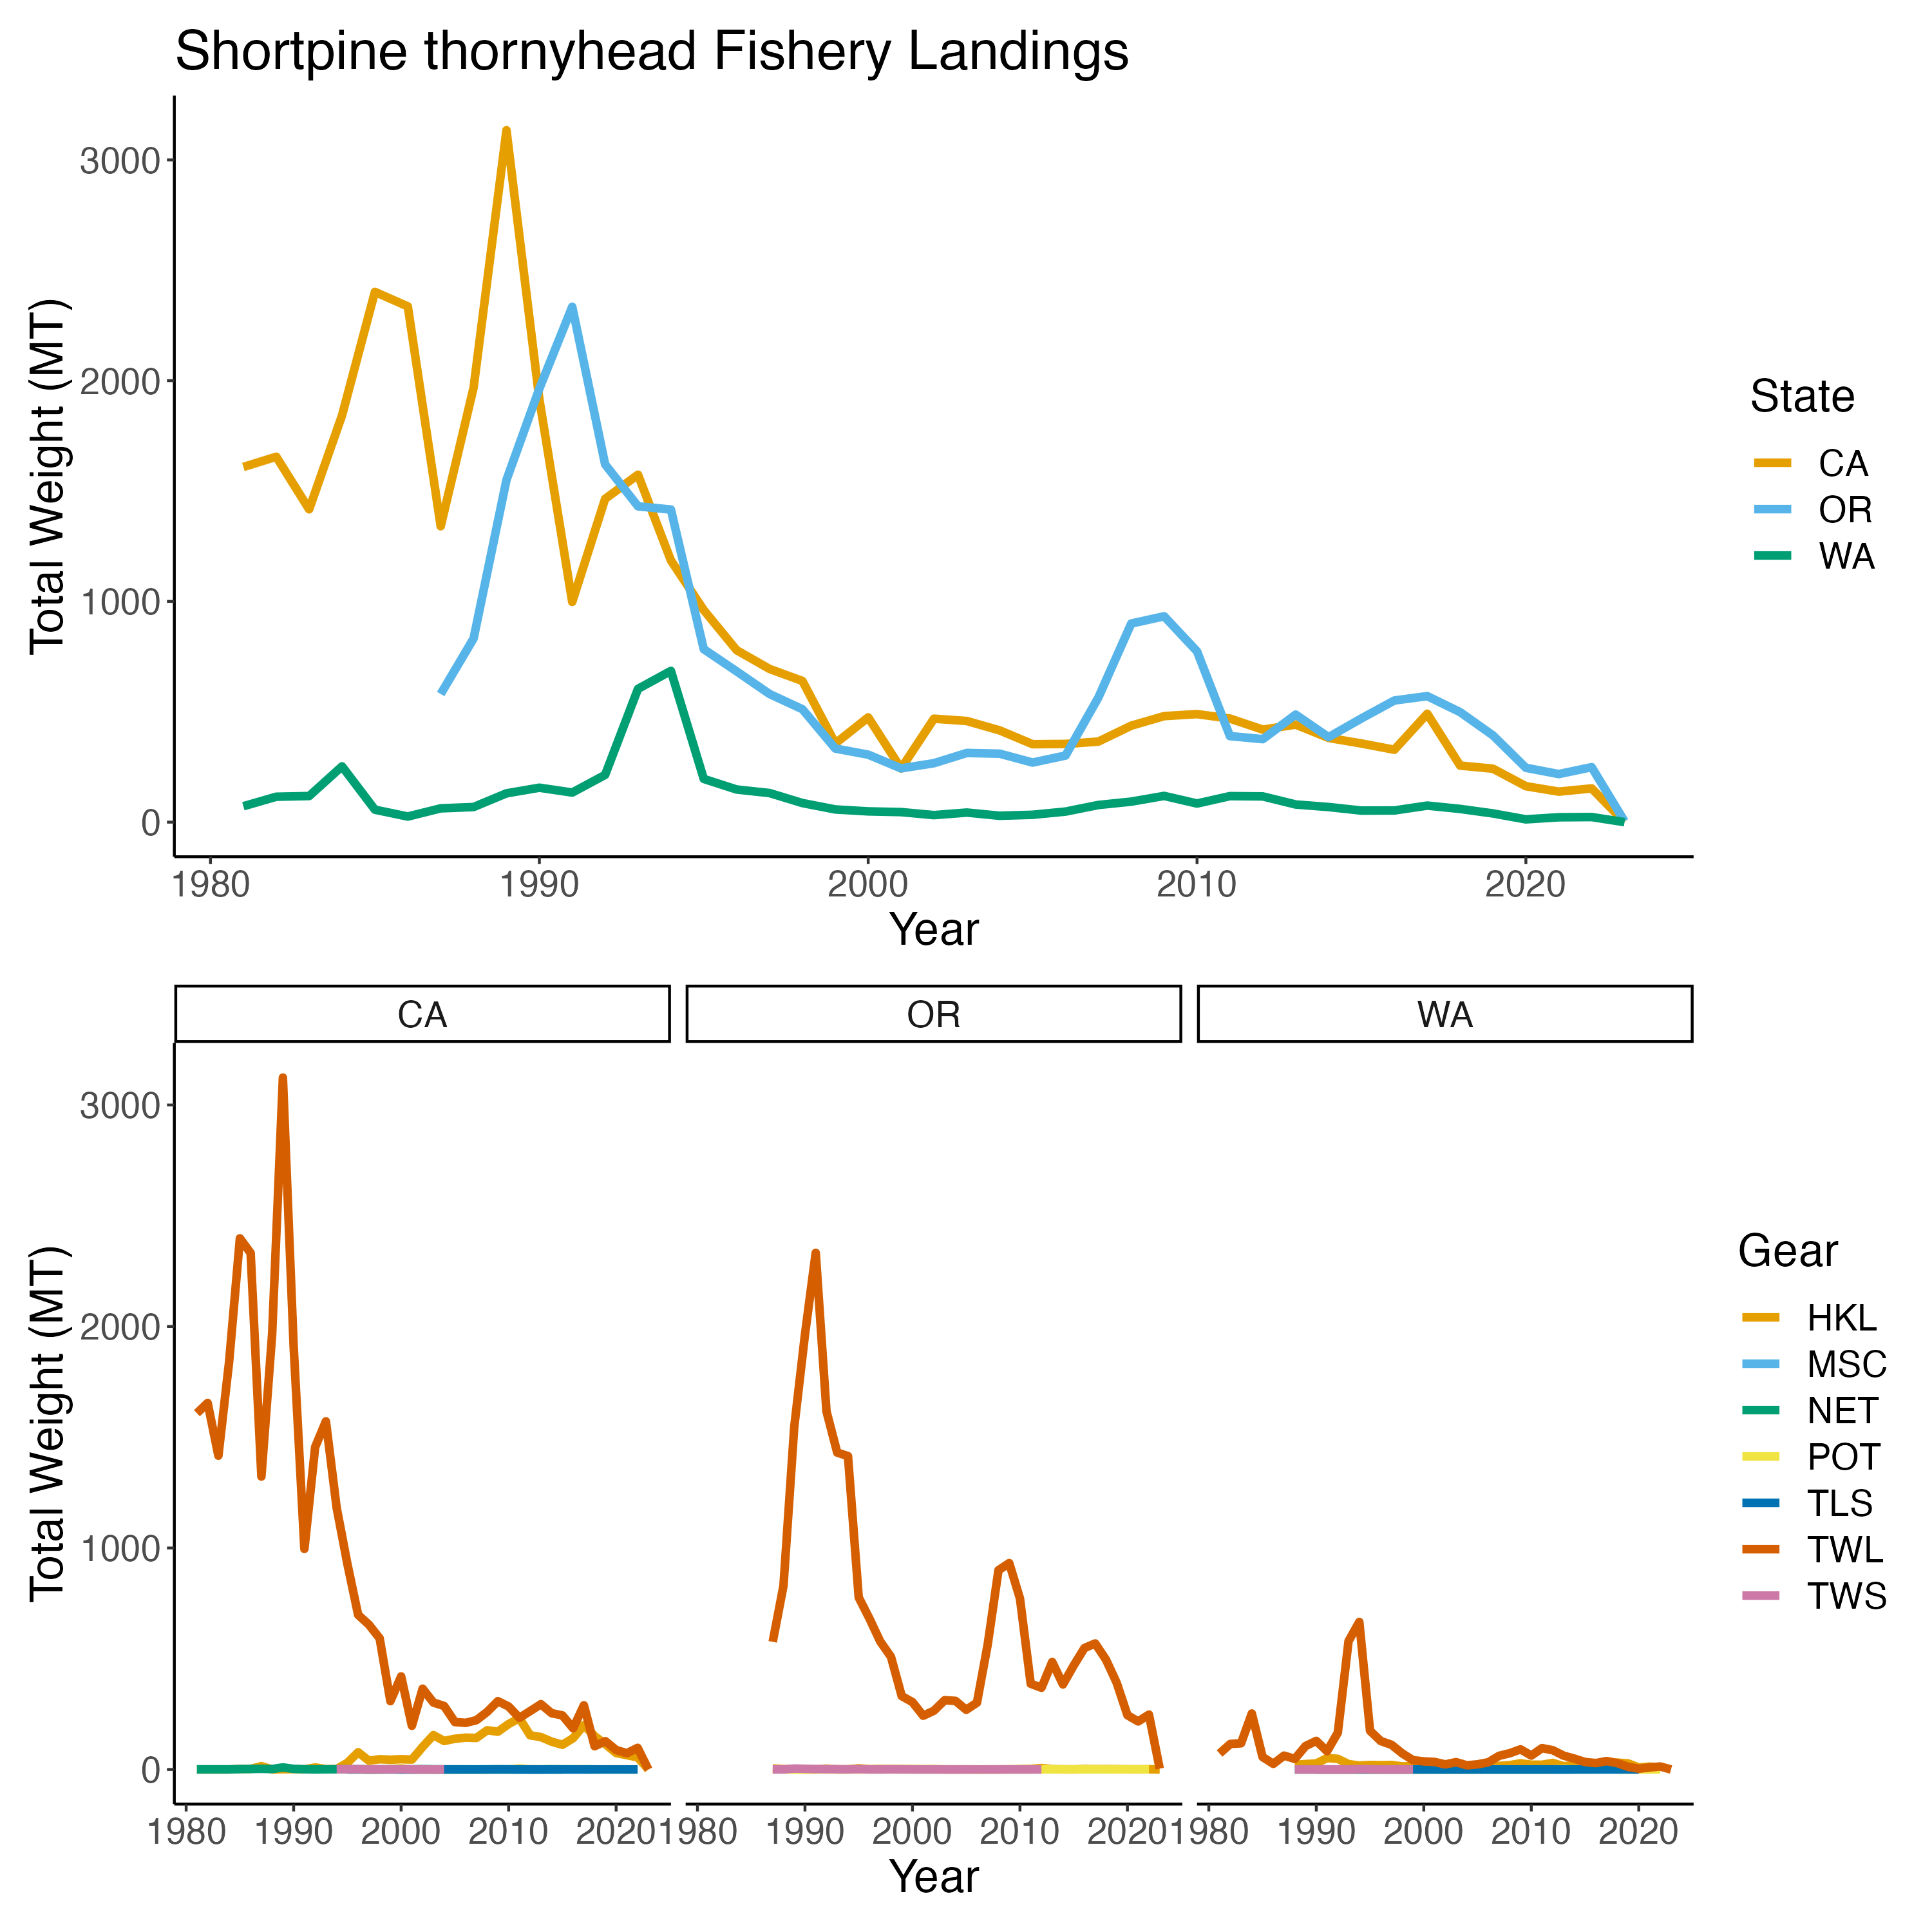 Shortpine thornyhead Fishery Landings
Total Weight (MT)
3000
2000
1000
0
1980 1990 2000 2010 2020
Year
State
CA
OR
WA
CA OR WA
Total Weight (MT)
3000
2000
1000
0
1980 1990 2000 2010 2020 1980 1990 2000 2010 2020 1980 1990 2000 2010 2020
Year
Gear
HKL
MSC
NET
POT
TLS
TWL
TWS